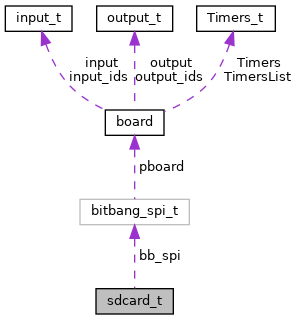 input_t
output_t
Timers_t
input
input_ids
output
output_ids
Timers
TimersList
board
pboard
bitbang_spi_t
bb_spi
sdcard_t